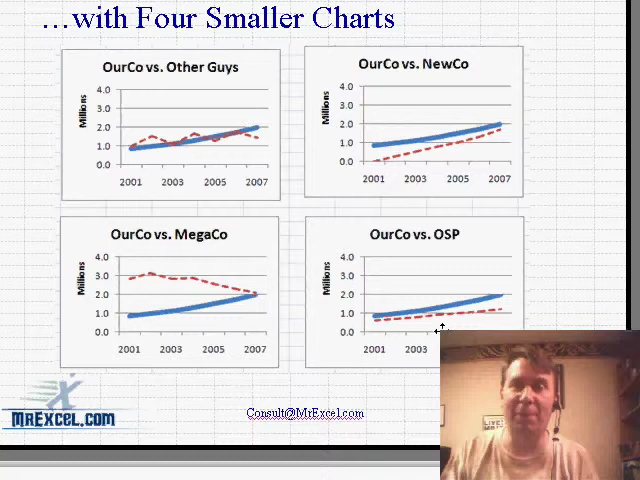 ...with Four Smaller Charts
OurCo vs. Other Guys
Millions
4.0
3.0
2.0
1.0
0.0
2001 2003 2005 2007
OurCo vs. NewCo
Millions
4.0
3.0
2.0
1.0
0.0
2001 2003 2005 2007
OurCo vs. MegaCo
Millions
4.0
3.0
2.0
1.0
0.0
2001 2003 2005 2007
OurCo vs. OSP
Millions
4.0
3.0
2.0
1.0
0.0
2001 2003
MREXCEL.COM
Consult@MrExcel.com
LIVE